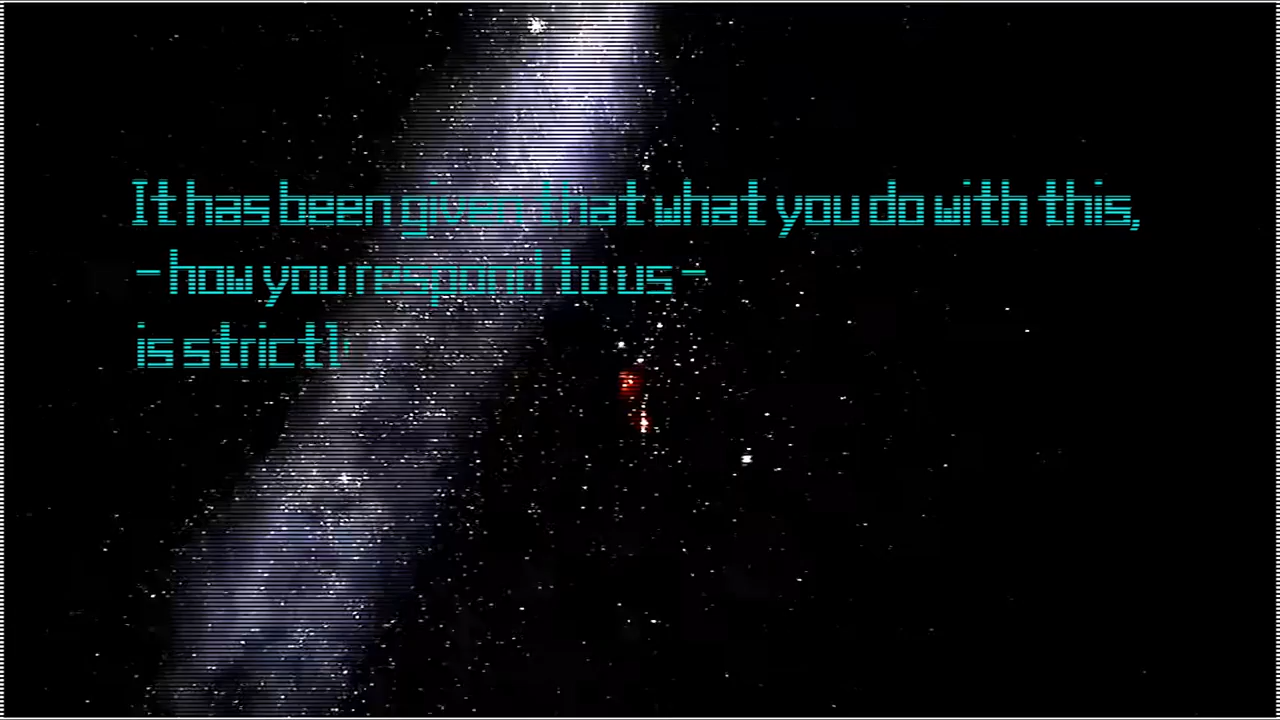 It has been given that what you do with this,
- how you respond to us -
is strictl